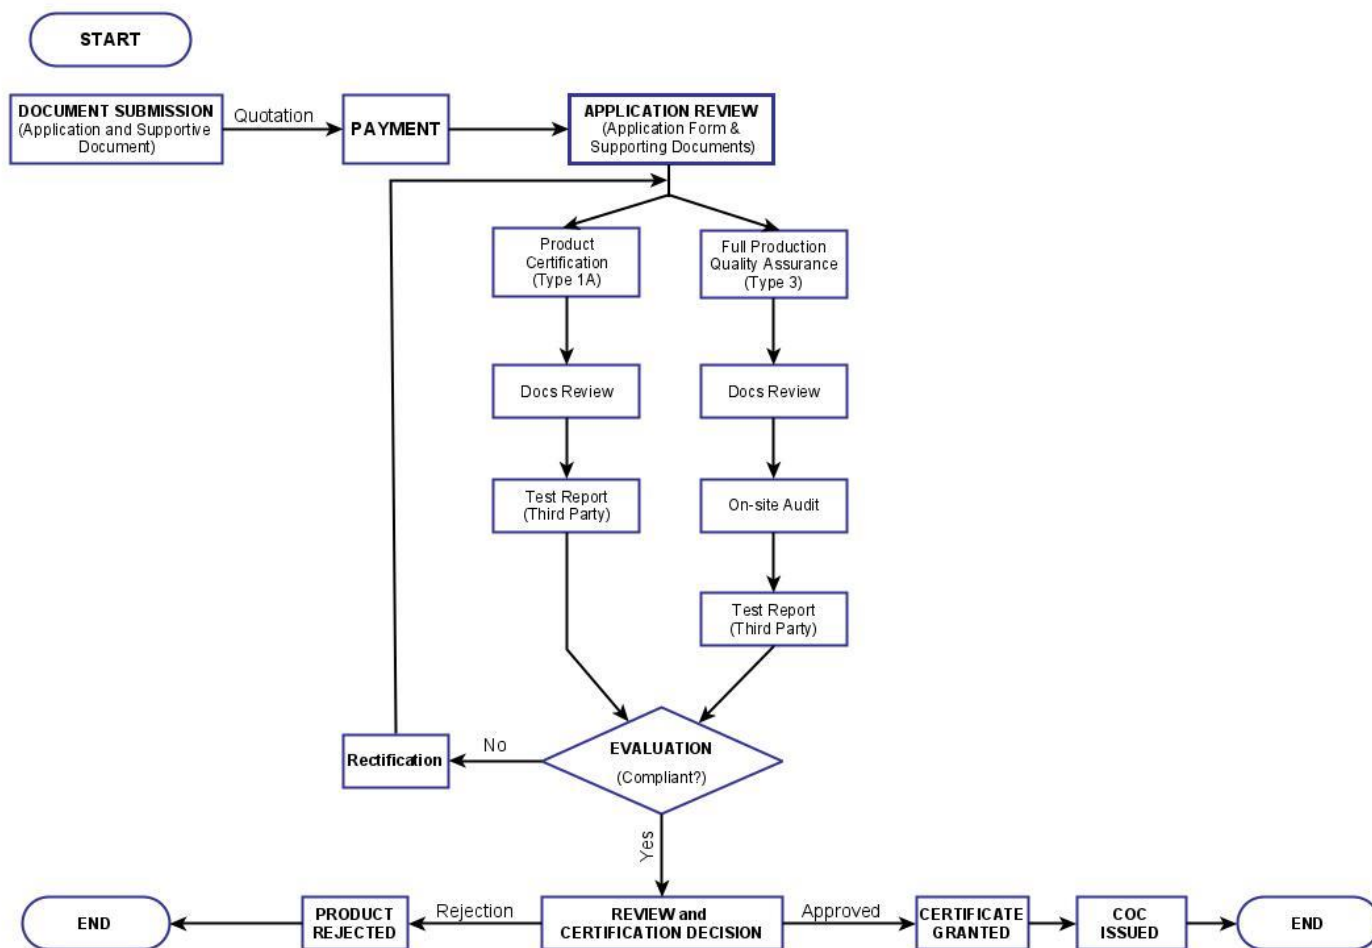 START
DOCUMENT SUBMISSION
(Application and Supportive
Document)
Quotation
PAYMENT
APPLICATION REVIEW
(Application Form &
Supporting Documents)
Product
Certification
(Type 1A)
Full Production
Quality Assurance
(Type 3)
Docs Review
Docs Review
Test Report
(Third Party)
On-site Audit
Test Report
(Third Party)
EVALUATION
(Compliant?)
No
Rectification
Yes
END
PRODUCT
REJECTED
Rejection
REVIEW and
CERTIFICATION DECISION
Approved
CERTIFICATE
GRANTED
COC
ISSUED
END